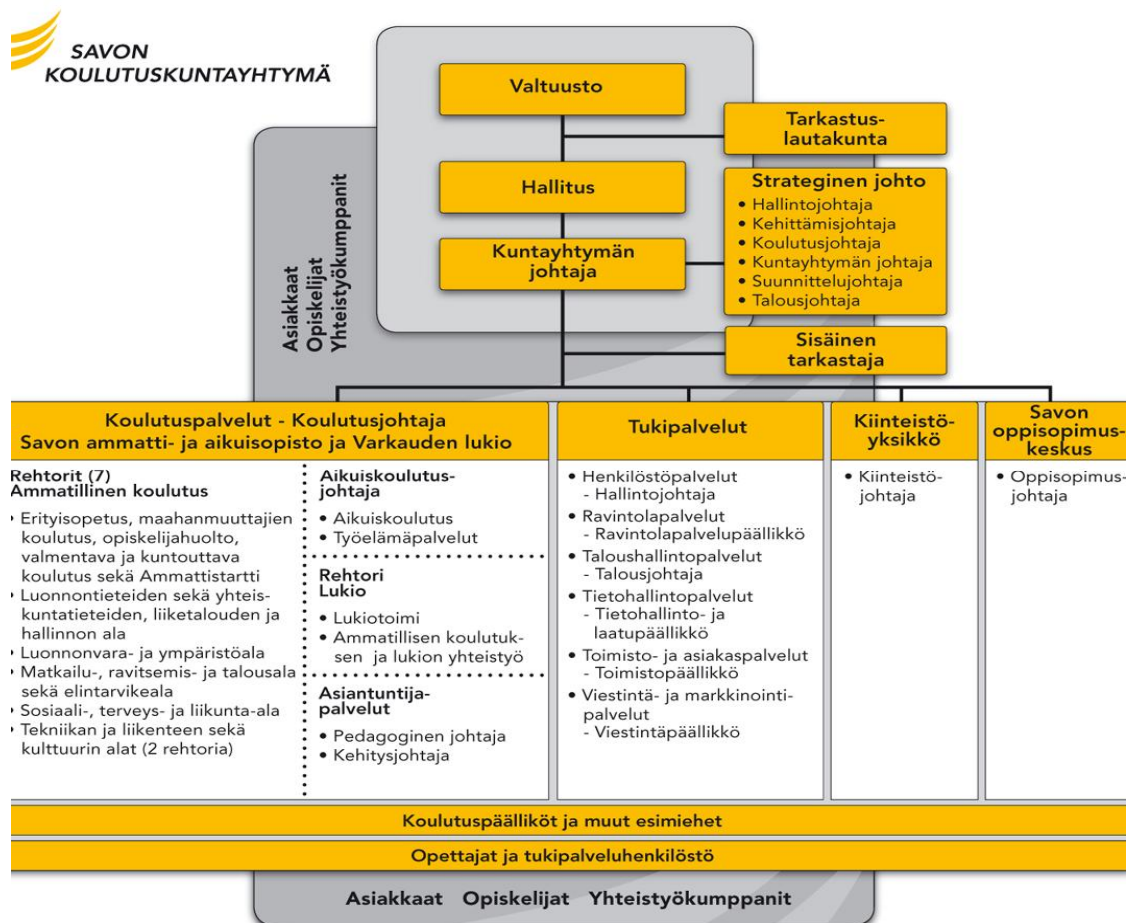 SAVON
KOULUTUSKUNTAYHTYMÄ
Valtuusto
Tarkastus-
lautakunta
Hallitus
Strateginen johto
• Hallintojohtaja
• Kehittämisjohtaja
• Koulutusjohtaja
• Kuntayhtymän johtaja
• Suunnittelujohtaja
• Talousjohtaja
Kuntayhtymän
johtaja
Asiakkaat
Opiskelijat
Yhteistyökumppanit
Sisäinen
tarkastaja
Koulutuspalvelut - Koulutusjohtaja
Savon ammatti- ja aikuisopisto ja Varkauden lukio
Rehtorit (7)
Ammatillinen koulutus
• Erityisopetus, maahanmuuttajien
koulutus, opiskelijahuolto,
valmentava ja kuntouttava
koulutus sekä Ammattistartti
• Luonnontieteiden sekä yhteis-
kuntatieteiden, liiketalouden ja
hallinnon ala
• Luonnonvara- ja ympäristöala
• Matkailu-, ravitsemis- ja talousala
sekä elintarvikeala
• Sosiaali-, terveys- ja liikunta-ala
• Tekniikan ja liikenteen sekä
kulttuurin alat (2 rehtoria)
Aikuiskoulutus-
johtaja
• Aikuiskoulutus
• Työelämäpalvelut
Rehtori
Lukio
• Lukiotoimi
• Ammatillisen koulutuk-
sen ja lukion yhteistyö
Asiantuntija-
palvelut
• Pedagoginen johtaja
• Kehitysjohtaja
Tukipalvelut
• Henkilöstöpalvelut
- Hallintojohtaja
• Ravintolapalvelut
- Ravintolapalvelupäällikkö
• Taloushallintopalvelut
- Talousjohtaja
• Tietohallintopalvelut
- Tietohallinto- ja
laatupäällikkö
• Toimisto- ja asiakaspalvelut
- Toimistopäällikkö
• Viestintä- ja markkinointi-
palvelut
- Viestintäpäällikkö
Kiinteistö-
yksikkö
• Kiinteistö-
johtaja
Savon
oppisopimus-
keskus
• Oppisopimus-
johtaja
Koulutuspäälliköt ja muut esimiehet
Opettajat ja tukipalveluhenkilöstö
Asiakkaat Opiskelijat Yhteistyökumppanit